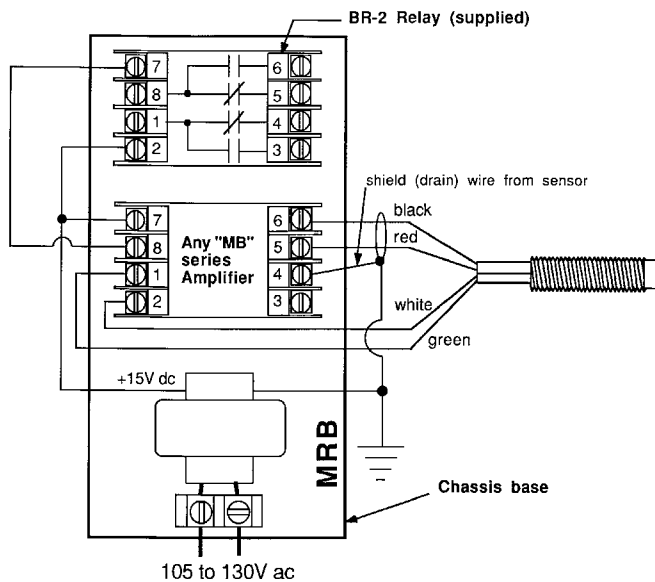 BR-2 Relay (supplied)
7
6
8
5
1
4
2
3
shield (drain) wire from sensor
7
6
black
8
Any "MB"
5
red
series
1
Amplifier
4
2
3
white
green
+15V dc
MRB
Chassis base
105 to 130V ac